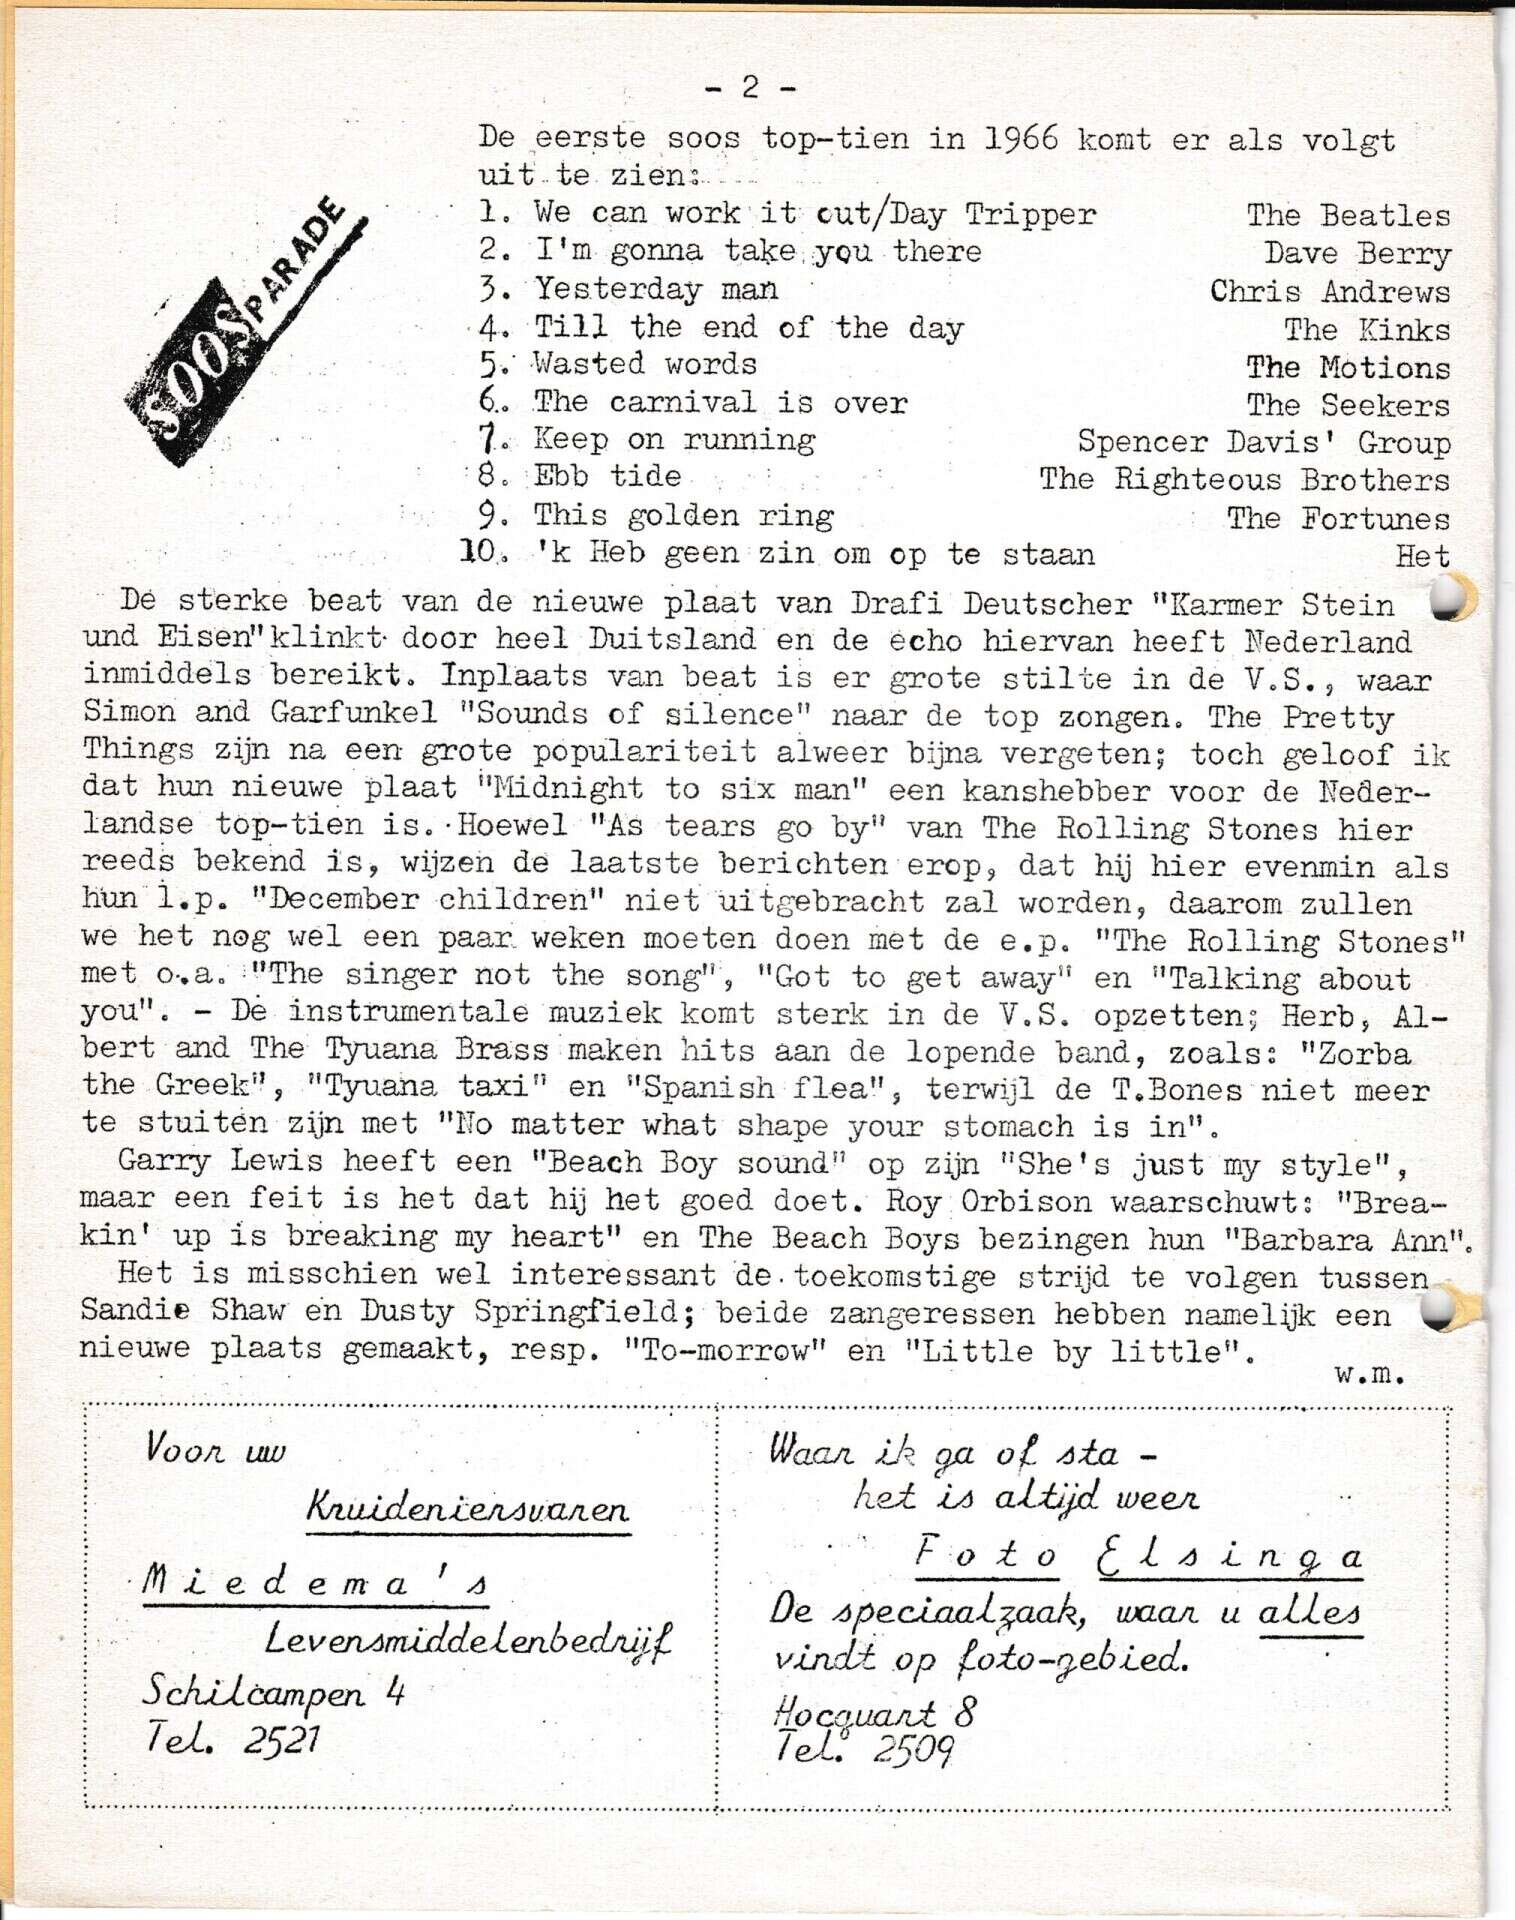 - 2 -
De eerste soos top-tien in 1966 komt er als volgt
uit te zien:
SOOS PARADE
1. We can work it out/Day Tripper The Beatles
2. I'm gonna take you there Dave Berry
3. Yesterday man Chris Andrews
4. Till the end of the day The Kinks
5. Wasted words The Motions
6. The carnival is over The Seekers
7. Keep on running Spencer Davis' Group
8. Ebb tide The Righteous Brothers
9. This golden ring The Fortunes
10. 'k Heb geen zin om op te staan Het
De sterke beat van de nieuwe plaat van Drafi Deutscher "Karmer Stein
und Eisen"klinkt door heel Duitsland en de echo hiervan heeft Nederland
inmiddels bereikt. Inplaats van beat is er grote stilte in de V.S., waar
Simon and Garfunkel "Sounds of silence" naar de top zongen. The Pretty
Things zijn na een grote populariteit alweer bijna vergeten; toch geloof ik
dat hun nieuwe plaat "Midnight to six man" een kanshebber voor de Neder-
landse top-tien is. Hoewel "As tears go by" van The Rolling Stones hier
reeds bekend is, wijzen de laatste berichten erop, dat hij hier evenmin als
hun l.p. "December children" niet uitgebracht zal worden, daarom zullen
we het nog wel een paar weken moeten doen met de e.p. "The Rolling Stones"
met o.a. "The singer not the song", "Got to get away" en "Talking about
you". - De instrumentale muziek komt sterk in de V.S. opzetten; Herb, Al-
bert and The Tyuana Brass maken hits aan de lopende band, zoals: "Zorba
the Greek", "Tyuana taxi" en "Spanish flea", terwijl de T.Bones niet meer
te stuiten zijn met "No matter what shape your stomach is in".
Garry Lewis heeft een "Beach Boy sound" op zijn "She's just my style",
maar een feit is het dat hij het goed doet. Roy Orbison waarschuwt: "Brea-
kin' up is breaking my heart" en The Beach Boys bezingen hun "Barbara Ann".
Het is misschien wel interessant de toekomstige strijd te volgen tussen
Sandie Shaw en Dusty Springfield; beide zangeressen hebben namelijk een
nieuwe plaats gemaakt, resp. "To-morrow" en "Little by little".
w.m.
Voor uw
Kruideniersvaren
Miedema's
Levensmiddelenbedrijf
Schilcampen 4
Tel. 2521
Waar ik ga of sta -
het is altijd weer
Foto Elsinga
De speciaalzaak, waar u alles
vindt op foto-gebied.
Hocquart 8
Tel. 2509